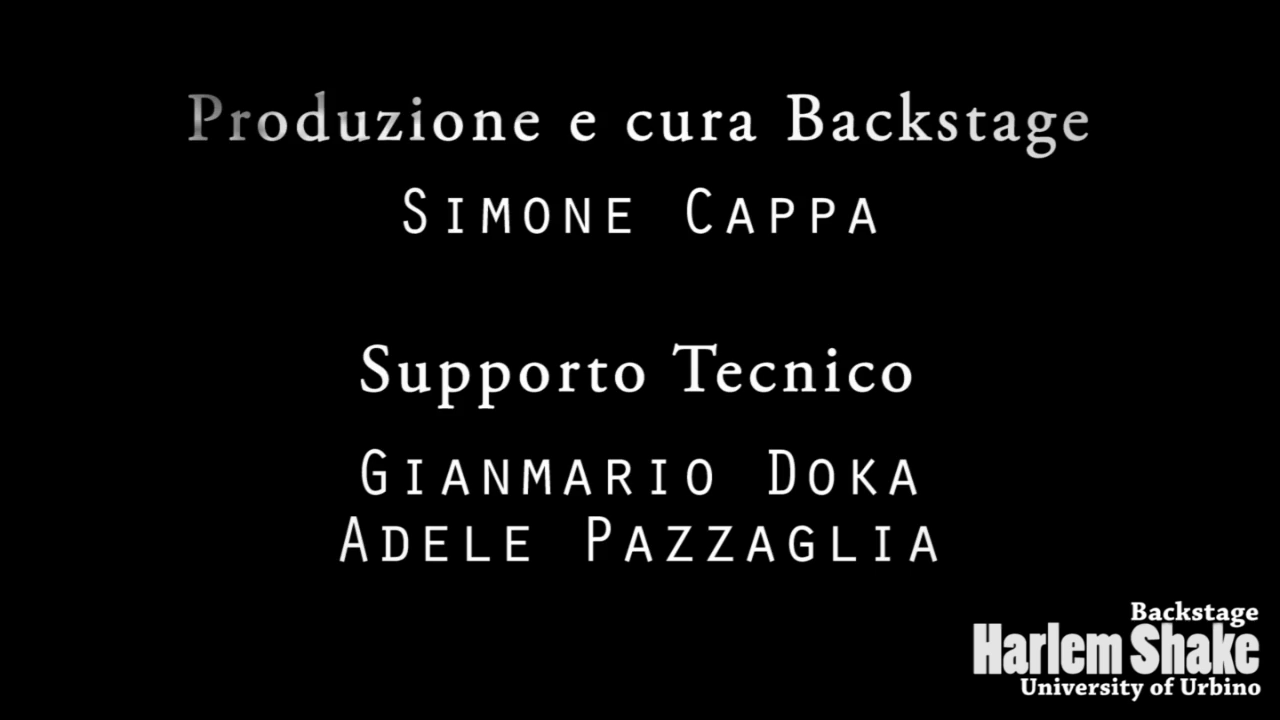 Produzione e cura Backstage
SIMONE CAPPA
Supporto Tecnico
GIANMARIO DOKA
ADELE PAZZAGLIA
Backstage
Harlem Shake
University of Urbino